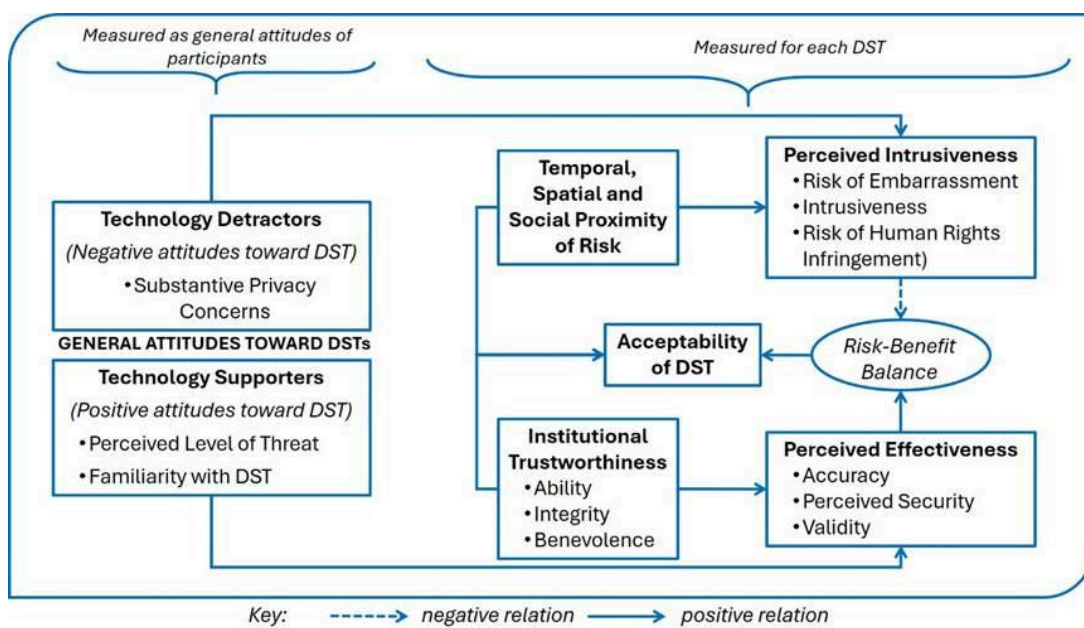 Measured as general attitudes of
participants
Measured for each DST
Technology Detractors
(Negative attitudes toward DST)
•Substantive Privacy
Concerns
GENERAL ATTITUDES TOWARD DSTs
Technology Supporters
(Positive attitudes toward DST)
•Perceived Level of Threat
•Familiarity with DST
Temporal,
Spatial and
Social Proximity
of Risk
Perceived Intrusiveness
•Risk of Embarrassment
•Intrusiveness
•Risk of Human Rights
Infringement)
Acceptability
of DST
Risk-Benefit
Balance
Institutional
Trustworthiness
•Ability
•Integrity
•Benevolence
Perceived Effectiveness
•Accuracy
•Perceived Security
•Validity
Key: negative relation positive relation